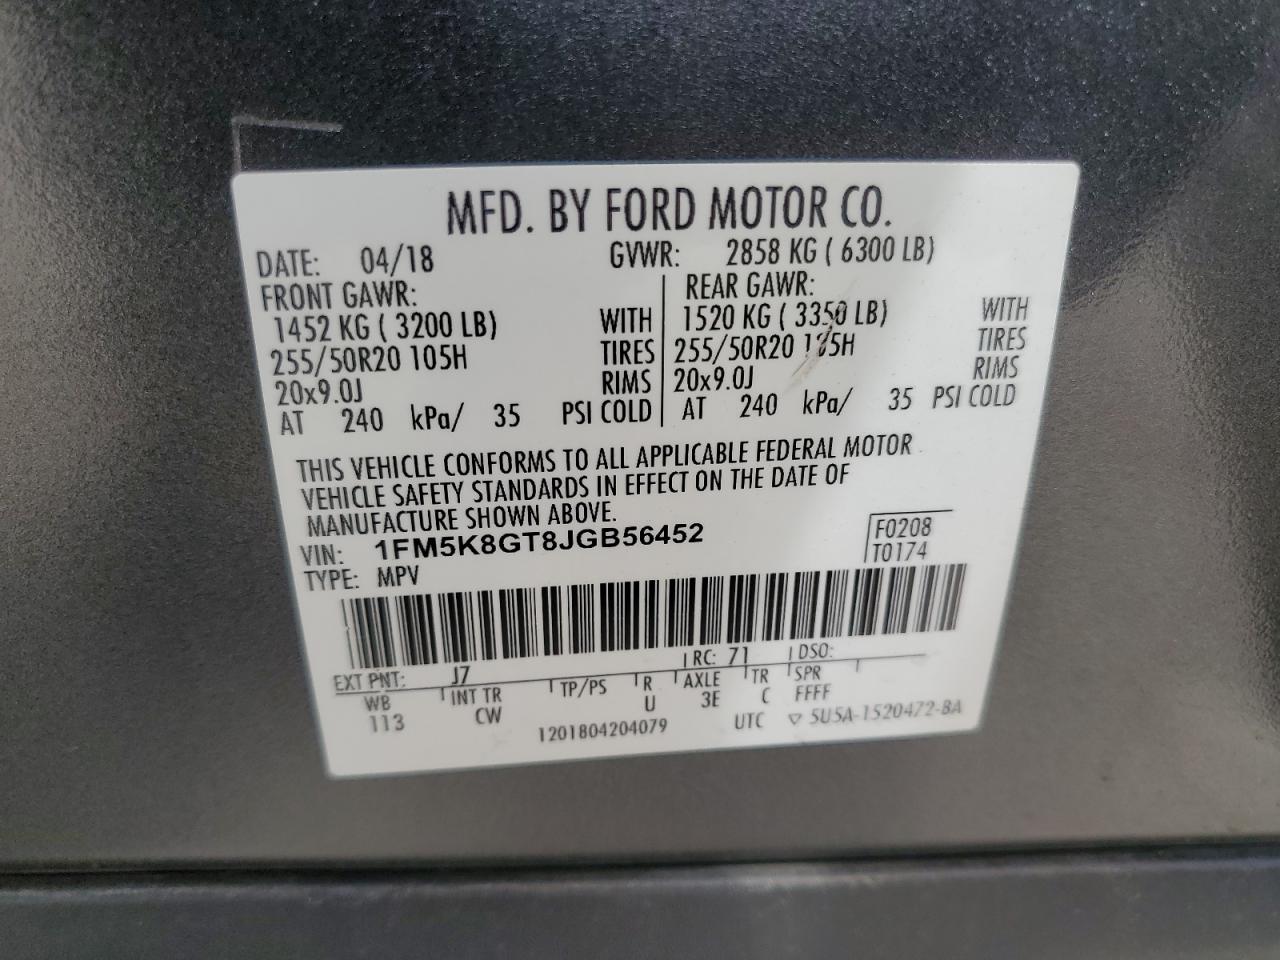 MFD. BY FORD MOTOR CO.
DATE: 04/18 GVWR: 2858 KG ( 6300 LB)
FRONT GAWR: REAR GAWR:
1452 KG ( 3200 LB) WITH 1520 KG ( 3350 LB) WITH
255/50R20 105H TIRES 255/50R20 105H TIRES
20x9.0J RIMS 20x9.0J RIMS
AT 240 kPa/ 35 PSI COLD AT 240 kPa/ 35 PSI COLD
THIS VEHICLE CONFORMS TO ALL APPLICABLE FEDERAL MOTOR
VEHICLE SAFETY STANDARDS IN EFFECT ON THE DATE OF
MANUFACTURE SHOWN ABOVE.
VIN: 1FM5K8GT8JGB56452 F0208
TYPE: MPV T0174
EXT PNT: J7 RC: 71 DSO:
WB INT TR TP/PS R AXLE TR SPR
113 CW U 3E C FFFF
1201804204079 UTC ▽ 5U5A-1520472-BA